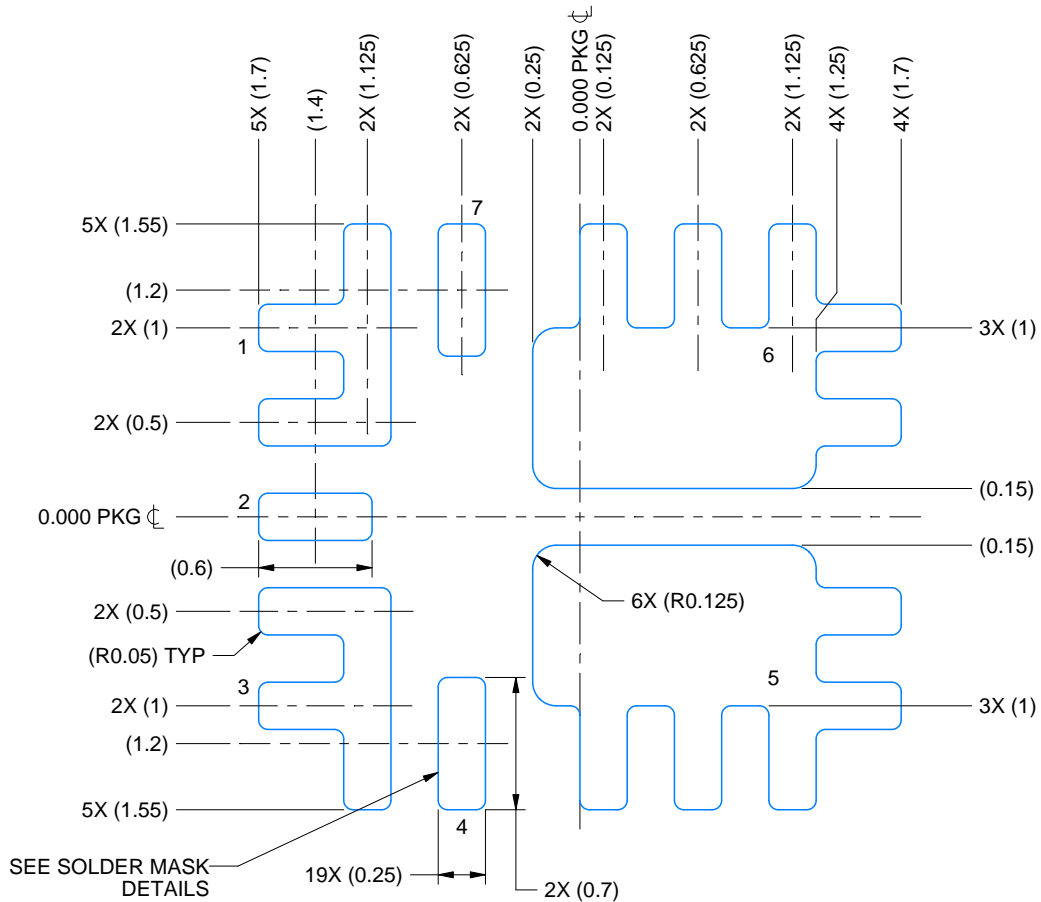 5X (1.7)
(1.4)
2X (1.125)
2X (0.625)
2X (0.25)
0.000 PKG ℄
2X (0.125)
2X (0.625)
2X (1.125)
4X (1.25)
4X (1.7)
7
5X (1.55)
(1.2)
2X (1)
1
6
3X (1)
2X (0.5)
2
0.000 PKG ℄
(0.15)
(0.15)
(0.6)
2X (0.5)
6X (R0.125)
(R0.05) TYP
3
5
2X (1)
3X (1)
(1.2)
5X (1.55)
4
SEE SOLDER MASK
DETAILS
19X (0.25)
2X (0.7)